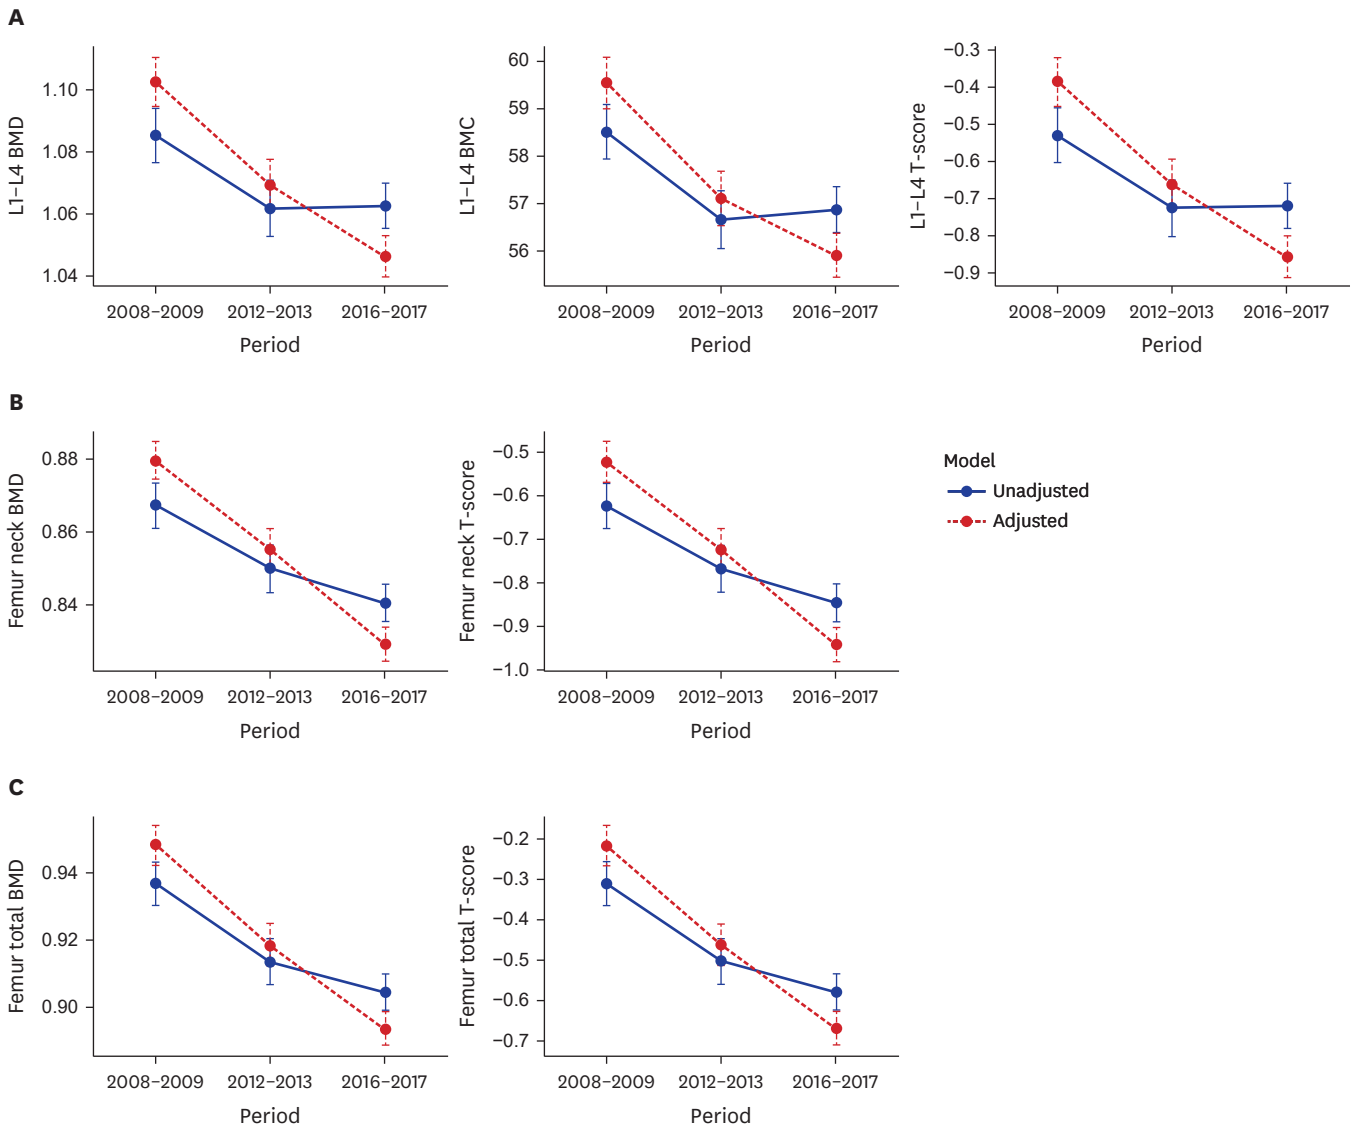 A
L1–L4 BMD
1.10
1.08
1.06
1.04
2008–2009 2012–2013 2016–2017
Period
L1–L4 BMC
60
59
58
57
56
2008–2009 2012–2013 2016–2017
Period
L1–L4 T-score
−0.3
−0.4
−0.5
−0.6
−0.7
−0.8
−0.9
2008–2009 2012–2013 2016–2017
Period
B
Femur neck BMD
0.88
0.86
0.84
2008–2009 2012–2013 2016–2017
Period
Femur neck T-score
−0.5
−0.6
−0.7
−0.8
−0.9
−1.0
2008–2009 2012–2013 2016–2017
Period
Model
Unadjusted
Adjusted
C
Femur total BMD
0.94
0.92
0.90
2008–2009 2012–2013 2016–2017
Period
Femur total T-score
−0.2
−0.3
−0.4
−0.5
−0.6
−0.7
2008–2009 2012–2013 2016–2017
Period